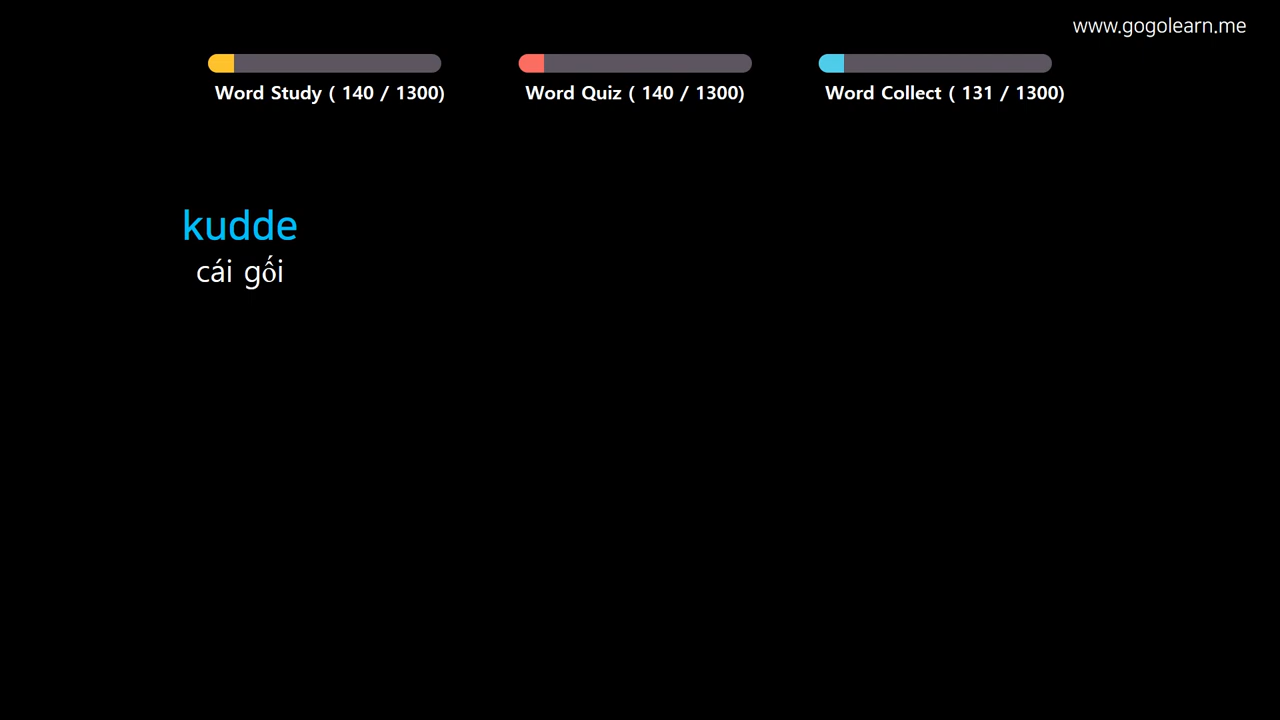 www.gogolearn.me
Word Study ( 140 / 1300)
Word Quiz ( 140 / 1300)
Word Collect ( 131 / 1300)
kudde
cái gối